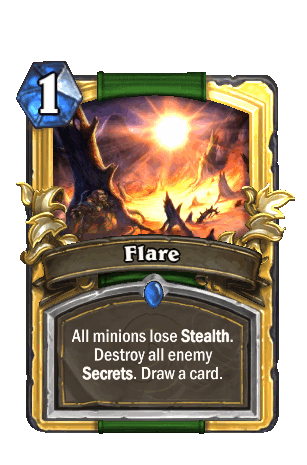 1
Flare
All minions lose Stealth.
Destroy all enemy
Secrets. Draw a card.